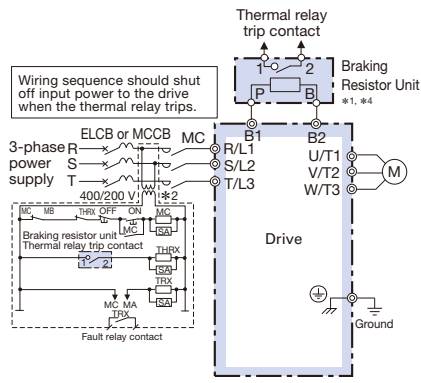 Thermal relay
trip contact
1 2
P B
Braking
Resistor Unit
*1, *4
Wiring sequence should shut
off input power to the drive
when the thermal relay trips.
ELCB or MCCB MC
B1 B2
3-phase
power
supply
R R/L1
S S/L2
T T/L3
U/T1
V/T2
W/T3
M
400/200 V *2
MC MB THRX OFF ON MC
MC SA
Braking resistor unit
Thermal relay trip contact
1 2
THRX
SA
TRX
SA
MC MA
TRX
Fault relay contact
Drive
Ground